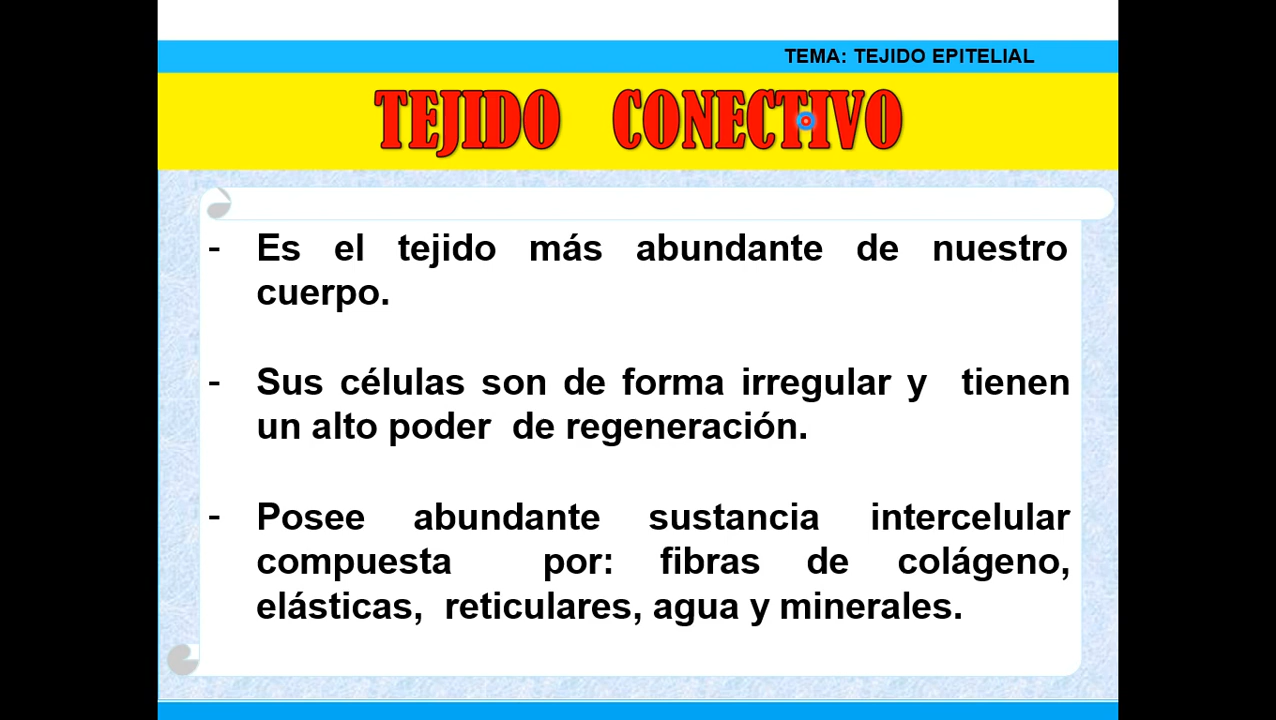 TEMA: TEJIDO EPITELIAL
TEJIDO CONECTIVO
- Es el tejido más abundante de nuestro
cuerpo.
- Sus células son de forma irregular y tienen
un alto poder de regeneración.
- Posee abundante sustancia intercelular
compuesta por: fibras de colágeno,
elásticas, reticulares, agua y minerales.